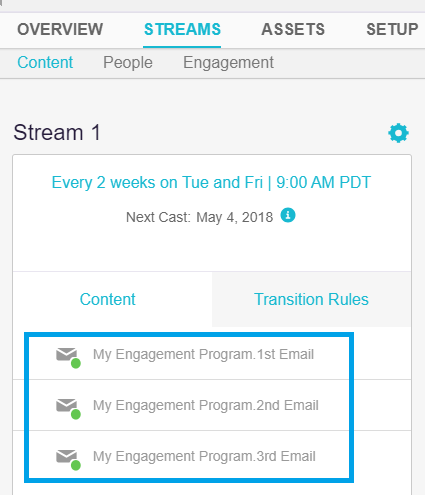 OVERVIEW STREAMS ASSETS SETUP
Content People Engagement
Stream 1
Every 2 weeks on Tue and Fri | 9:00 AM PDT
Next Cast: May 4, 2018
Content Transition Rules
My Engagement Program.1st Email
My Engagement Program.2nd Email
My Engagement Program.3rd Email